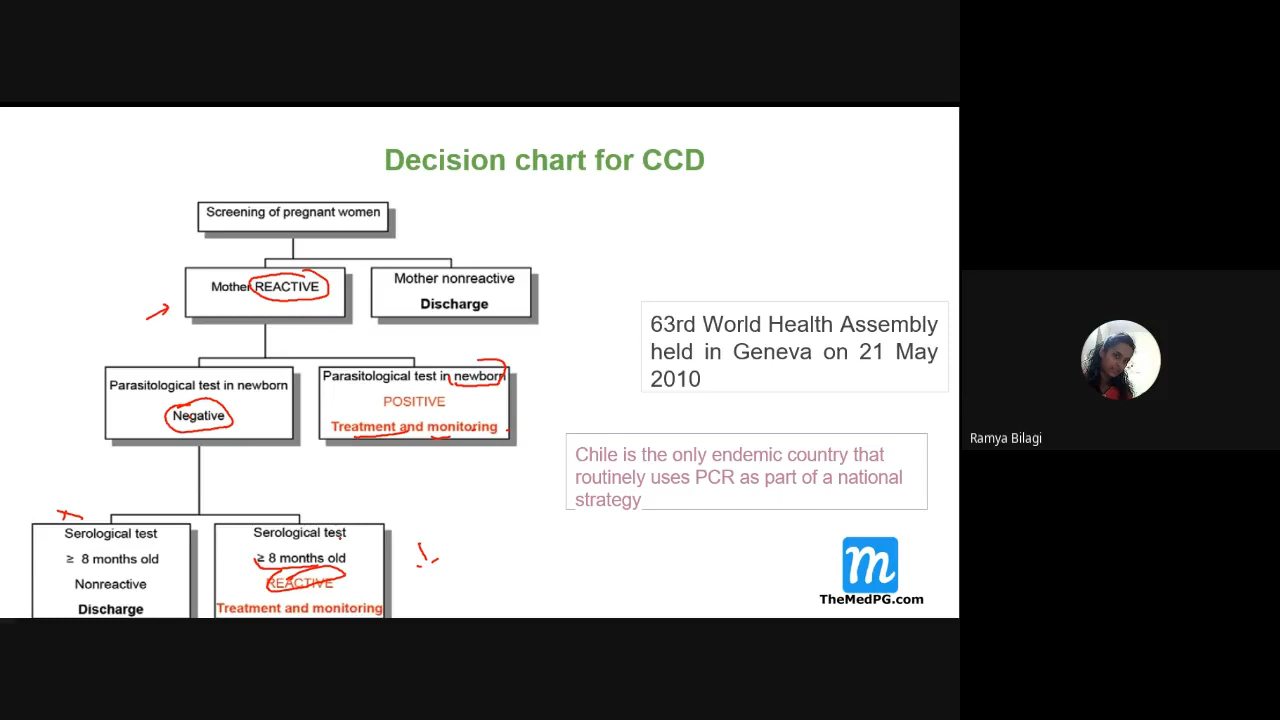 Decision chart for CCD
Screening of pregnant women
Mother REACTIVE
Mother nonreactive
Discharge
Parasitological test in newborn
Negative
Parasitological test in newborn
POSITIVE
Treatment and monitoring
Serological test
≥ 8 months old
Nonreactive
Discharge
Serological test
≥ 8 months old
REACTIVE
Treatment and monitoring
63rd World Health Assembly
held in Geneva on 21 May
2010
Chile is the only endemic country that
routinely uses PCR as part of a national
strategy
m
TheMedPG.com
Ramya Bilagi